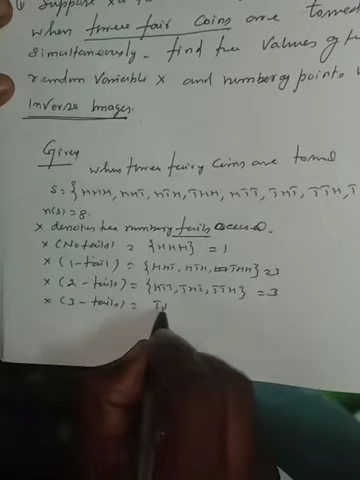 ① Suppose
when three fair coins are tossed
simultaneously. find the values of the
random variable X and number of points
Inverse Images.
Given
when three fairy coins are tossed
S = {HHH, HHT, HTH, THH, HTT, THT, TTH, T
n(s)=8.
X denotes the number of tails occurs.
X (No tails) = {HHH} = 1
X (1-tail) = {HHT, HTH, THH} = 3
X (2-tails) = {HTT, THT, TTH} = 3
X (3-tails) = T